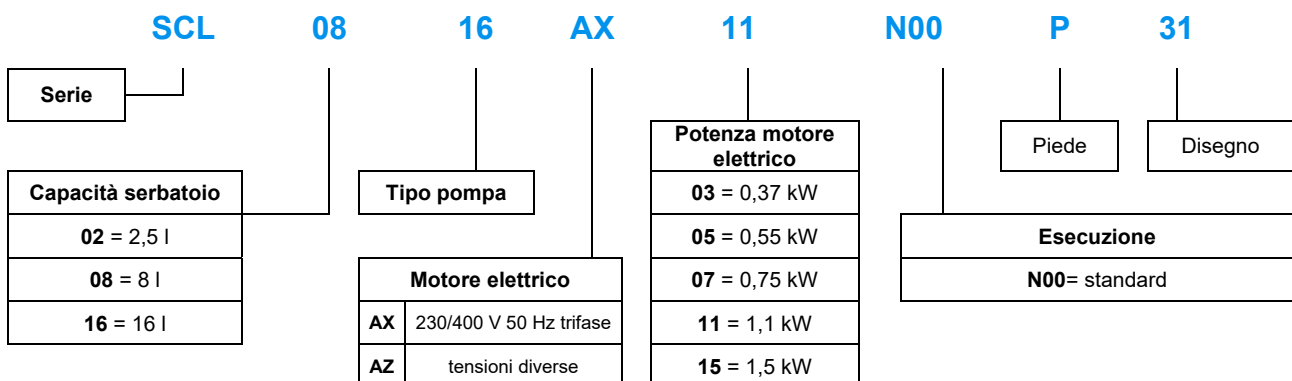 SCL 08 16 AX 11 N00 P 31
Serie
Potenza motore
elettrico
Piede
Disegno
Capacità serbatoio
Tipo pompa
03 = 0,37 kW
02 = 2,5 l
05 = 0,55 kW
Esecuzione
08 = 8 l
Motore elettrico
07 = 0,75 kW
N00= standard
16 = 16 l
AX 230/400 V 50 Hz trifase
11 = 1,1 kW
AZ tensioni diverse
15 = 1,5 kW